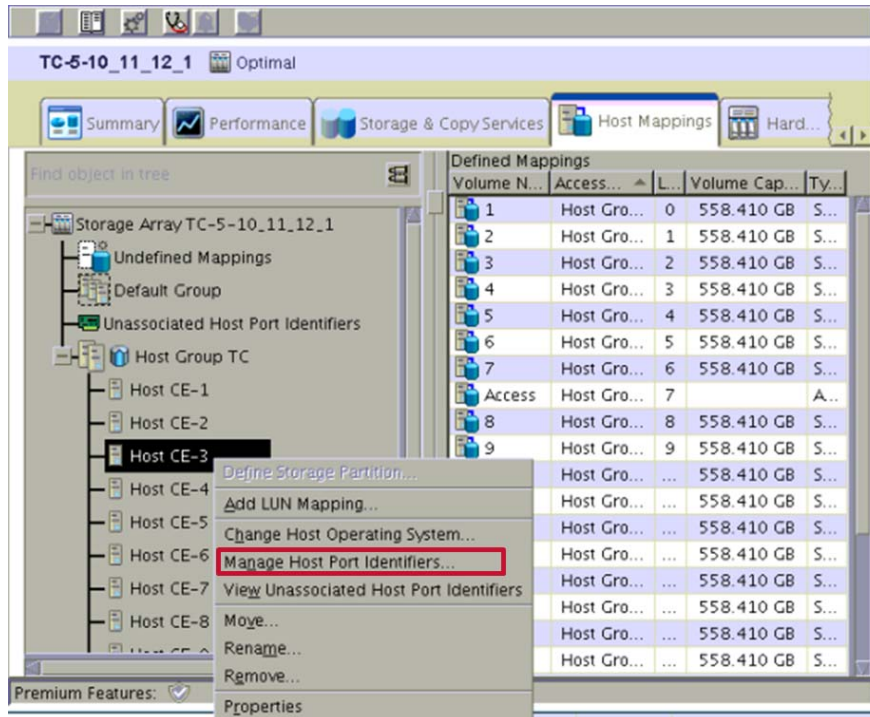 TC-5-10_11_12_1 Optimal
Summary Performance Storage & Copy Services Host Mappings Hard...
Find object in tree
Storage Array TC-5-10_11_12_1
Undefined Mappings
Default Group
Unassociated Host Port Identifiers
Host Group TC
Host CE-1
Host CE-2
Host CE-3
Host CE-4
Host CE-5
Host CE-6
Host CE-7
Host CE-8
Define Storage Partition...
Add LUN Mapping...
Change Host Operating System...
Manage Host Port Identifiers...
View Unassociated Host Port Identifiers
Move...
Rename...
Remove...
Properties
Defined Mappings
Volume N... Access... L... Volume Cap... Ty...
1 Host Gro... 0 558.410 GB S...
2 Host Gro... 1 558.410 GB S...
3 Host Gro... 2 558.410 GB S...
4 Host Gro... 3 558.410 GB S...
5 Host Gro... 4 558.410 GB S...
6 Host Gro... 5 558.410 GB S...
7 Host Gro... 6 558.410 GB S...
Access Host Gro... 7 A...
8 Host Gro... 8 558.410 GB S...
9 Host Gro... 9 558.410 GB S...
Host Gro... ... 558.410 GB S...
Host Gro... ... 558.410 GB S...
Host Gro... ... 558.410 GB S...
Host Gro... ... 558.410 GB S...
Host Gro... ... 558.410 GB S...
Host Gro... ... 558.410 GB S...
Host Gro... ... 558.410 GB S...
Host Gro... ... 558.410 GB S...
Premium Features: